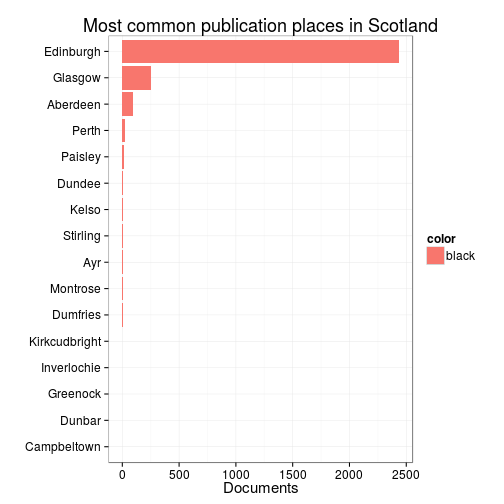 Most common publication places in Scotland
Edinburgh
Glasgow
Aberdeen
Perth
Paisley
Dundee
Kelso
Stirling
Ayr
Montrose
Dumfries
Kirkcudbright
Inverlochie
Greenock
Dunbar
Campbeltown
0 500 1000 1500 2000 2500
Documents
color
black